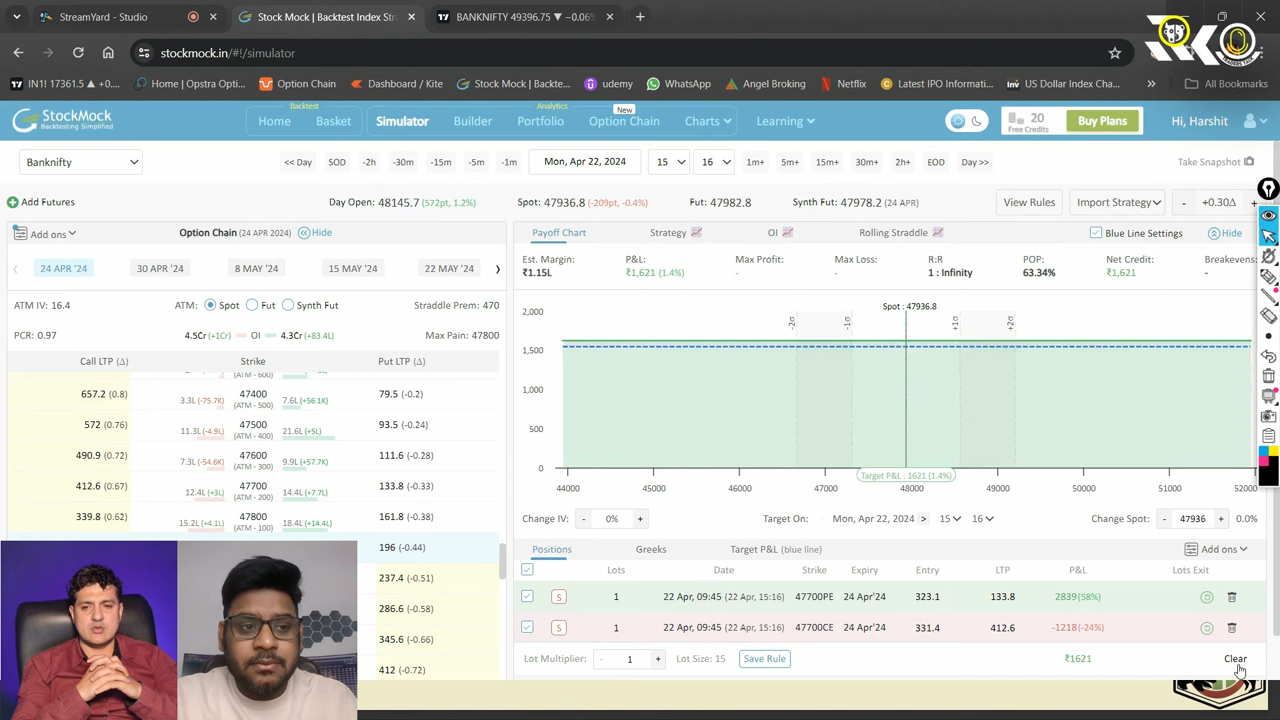 StreamYard - Studio
Stock Mock | Backtest Index Str
BANKNIFTY 49396.75 ▼ −0.06%
stockmock.in/#!/simulator
IN1! 17361.5 ▲ +0....
Home | Opstra Optio...
Option Chain
Dashboard / Kite
Stock Mock | Backte...
udemy
WhatsApp
Angel Broking
Netflix
Latest IPO Informati...
US Dollar Index Cha...
All Bookmarks
StockMock
Backtesting Simplified
Backtest
Home
Basket
Simulator
Builder
Analytics
Portfolio
New
Option Chain
Charts
Learning
20
Free Credits
Buy Plans
Hi, Harshit
Banknifty
<< Day
SOD
-2h
-30m
-15m
-5m
-1m
Mon, Apr 22, 2024
15
16
1m+
5m+
15m+
30m+
2h+
EOD
Day >>
Take Snapshot
Add Futures
Day Open: 48145.7 (572pt, 1.2%)
Spot: 47936.8 (-209pt, -0.4%)
Fut: 47982.8
Synth Fut: 47978.2 (24 APR)
View Rules
Import Strategy
- +0.30Δ +
Add ons
Option Chain (24 APR 2024)
Hide
24 APR '24
30 APR '24
8 MAY '24
15 MAY '24
22 MAY '24
ATM IV: 16.4
ATM: Spot Fut Synth Fut
Straddle Prem: 470
PCR: 0.97
4.5Cr (+1Cr) OI 4.3Cr (+83.4L)
Max Pain: 47800
Call LTP (Δ) Strike Put LTP (Δ)
(ATM - 600)
657.2 (0.8) 3.3L (-75.7K) 47400 7.6L (+56.1K) 79.5 (-0.2)
(ATM - 500)
572 (0.76) 11.3L (-4.9L) 47500 21.6L (+5L) 93.5 (-0.24)
(ATM - 400)
490.9 (0.72) 7.3L (-54.6K) 47600 9.9L (+57.7K) 111.6 (-0.28)
(ATM - 300)
412.6 (0.67) 12.4L (+3L) 47700 14.4L (+7.7L) 133.8 (-0.33)
(ATM - 200)
339.8 (0.62) 15.2L (+4.1L) 47800 18.4L (+14.4L) 161.8 (-0.38)
(ATM - 100)
196 (-0.44)
237.4 (-0.51)
286.6 (-0.58)
345.6 (-0.66)
412 (-0.72)
Payoff Chart
Strategy
OI
Rolling Straddle
Blue Line Settings
Hide
Est. Margin: P&L: Max Profit: Max Loss: R:R POP: Net Credit: Breakevens:
₹1.15L ₹1,621 (1.4%) - - 1 : Infinity 63.34% ₹1,621 -
Spot : 47936.8
2,000
1,500
1,000
500
0
-2σ
-1σ
+1σ
+2σ
Target P&L : 1621 (1.4%)
44000 45000 46000 47000 48000 49000 50000 51000 52000
Change IV: - 0% +
Target On: Mon, Apr 22, 2024 > 15 16
Change Spot: - 47936 + 0.0%
Positions
Greeks
Target P&L (blue line)
Add ons
Lots Date Strike Expiry Entry LTP P&L Lots Exit
S 1 22 Apr, 09:45 (22 Apr, 15:16) 47700PE 24 Apr'24 323.1 133.8 2839 (58%)
S 1 22 Apr, 09:45 (22 Apr, 15:16) 47700CE 24 Apr'24 331.4 412.6 -1218 (-24%)
Lot Multiplier: - 1 + Lot Size: 15 Save Rule ₹1621 Clear